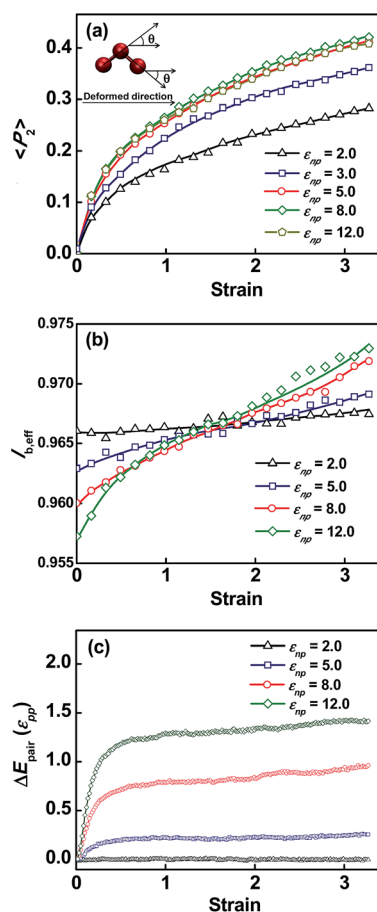 (a)
θ
θ
Deformed direction
<P₂>
0.4
0.3
0.2
0.1
0.0
ε_np = 2.0
ε_np = 3.0
ε_np = 5.0
ε_np = 8.0
ε_np = 12.0
0 1 2 3
Strain
(b)
l_b,eff
0.975
0.970
0.965
0.960
0.955
ε_np = 2.0
ε_np = 5.0
ε_np = 8.0
ε_np = 12.0
0 1 2 3
Strain
(c)
ΔE_pair (ε_pp)
2.0
1.5
1.0
0.5
0.0
ε_np = 2.0
ε_np = 5.0
ε_np = 8.0
ε_np = 12.0
0 1 2 3
Strain